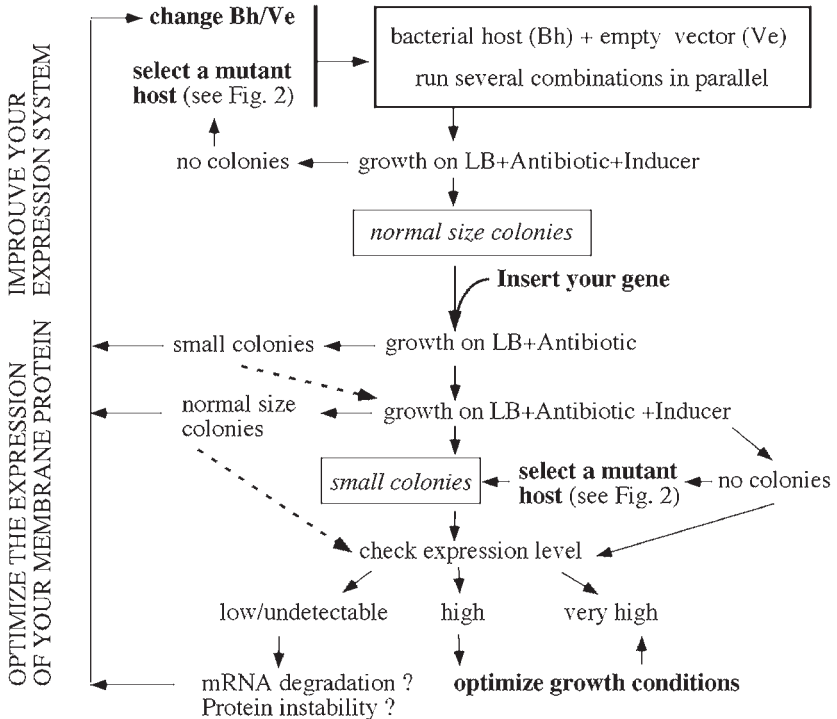 change Bh/Ve
bacterial host (Bh) + empty vector (Ve)
run several combinations in parallel
select a mutant
host (see Fig. 2)
no colonies
growth on LB+Antibiotic+Inducer
normal size colonies
Insert your gene
small colonies
growth on LB+Antibiotic
normal size
colonies
growth on LB+Antibiotic +Inducer
small colonies
select a mutant
host (see Fig. 2)
no colonies
check expression level
low/undetectable
high
very high
mRNA degradation ?
Protein instability ?
optimize growth conditions
IMPROUVE YOUR
EXPRESSION SYSTEM
OPTIMIZE THE EXPRESSION
OF YOUR MEMBRANE PROTEIN